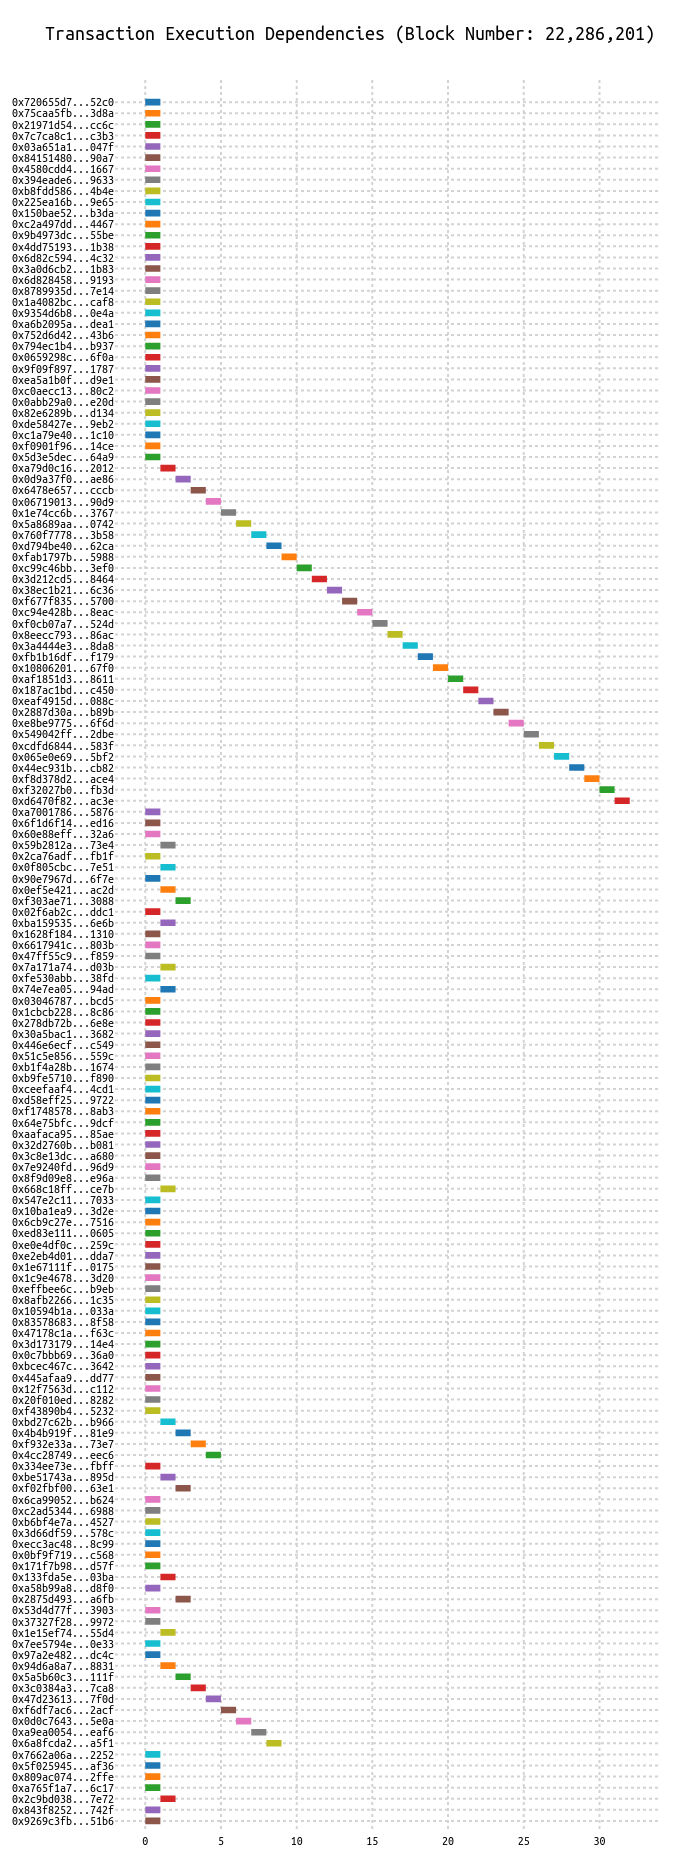 Transaction Execution Dependencies (Block Number: 22,286,201)
0x720655d7...52c0
0x75caa5fb...3d8a
0x21971d54...cc6c
0x7c7ca8c1...c3b3
0x03a651a1...047f
0x84151480...90a7
0x4580cdd4...1667
0x394eade6...9633
0xb8fdd586...4b4e
0x225ea16b...9e65
0x150bae52...b3da
0xc2a497dd...4467
0x9b4973dc...55be
0x4dd75193...1b38
0x6d82c594...4c32
0x3a0d6cb2...1b83
0x6d828458...9193
0x8789935d...7e14
0x1a4082bc...caf8
0x9354d6b8...0e4a
0xa6b2095a...dea1
0x752d6d42...43b6
0x794ec1b4...b937
0x0659298c...6f0a
0x9f09f897...1787
0xea5a1b0f...d9e1
0xc0aecc13...80c2
0x0abb29a0...e20d
0x82e6289b...d134
0xde58427e...9eb2
0xc1a79e40...1c10
0xf0901f96...14ce
0x5d3e5dec...64a9
0xa79d0c16...2012
0x0d9a37f0...ae86
0x6478e657...cccb
0x06719013...90d9
0x1e74cc6b...3767
0x5a8689aa...0742
0x760f7778...3b58
0xd794be40...62ca
0xfab1797b...5988
0xc99c46bb...3ef0
0x3d212cd5...8464
0x38ec1b21...6c36
0xf677f835...5700
0xc94e428b...8eac
0xf0cb07a7...524d
0x8eecc793...86ac
0x3a4444e3...8da8
0xfb1b16df...f179
0x10806201...67f0
0xaf1851d3...8611
0x187ac1bd...c450
0xeaf4915d...088c
0x2887d30a...b89b
0xe8be9775...6f6d
0x549042ff...2dbe
0xcdfd6844...583f
0x065e0e69...5bf2
0x44ec931b...cb82
0xf8d378d2...ace4
0xf32027b0...fb3d
0xd6470f82...ac3e
0xa7001786...5876
0x6f1d6f14...ed16
0x60e88eff...32a6
0x59b2812a...73e4
0x2ca76adf...fb1f
0x0f805cbc...7e51
0x90e7967d...6f7e
0x0ef5e421...ac2d
0xf303ae71...3088
0x02f6ab2c...ddc1
0xba159535...6e6b
0x1628f184...1310
0x6617941c...803b
0x47ff55c9...f859
0x7a171a74...d03b
0xfe530abb...38fd
0x74e7ea05...94ad
0x03046787...bcd5
0x1cbcb228...8c86
0x278db72b...6e8e
0x30a5bac1...3682
0x446e6ecf...c549
0x51c5e856...559c
0xb1f4a28b...1674
0xb9fe5710...f890
0xceefaaf4...4cd1
0xd58eff25...9722
0xf1748578...8ab3
0x64e75bfc...9dcf
0xaafaca95...85ae
0x32d2760b...b081
0x3c8e13dc...a680
0x7e9240fd...96d9
0x8f9d09e8...e96a
0x668c18ff...ce7b
0x547e2c11...7033
0x10ba1ea9...3d2e
0x6cb9c27e...7516
0xed83e111...0605
0xe0e4df0c...259c
0xe2eb4d01...dda7
0x1e67111f...0175
0x1c9e4678...3d20
0xeffbee6c...b9eb
0x8afb2266...1c35
0x10594b1a...033a
0x83578683...8f58
0x47178c1a...f63c
0x3d173179...14e4
0x0c7bbb69...36a0
0xbcec467c...3642
0x445afaa9...dd77
0x12f7563d...c112
0x20f010ed...8282
0xf43890b4...5232
0xbd27c62b...b966
0x4b4b919f...81e9
0xf932e33a...73e7
0x4cc28749...eec6
0x334ee73e...fbff
0xbe51743a...895d
0xf02fbf00...63e1
0x6ca99052...b624
0xc2ad5344...6988
0xb6bf4e7a...4527
0x3d66df59...578c
0xecc3ac48...8c99
0x0bf9f719...c568
0x171f7b98...d57f
0x133fda5e...03ba
0xa58b99a8...d8f0
0x2875d493...a6fb
0x53d4d77f...3903
0x37327f28...9972
0x1e15ef74...55d4
0x7ee5794e...0e33
0x97a2e482...dc4c
0x94d6a8a7...8831
0x5a5b60c3...111f
0x3c0384a3...7ca8
0x47d23613...7f0d
0xf6df7ac6...2acf
0x0d0c7643...5e0a
0xa9ea0054...eaf6
0x6a8fcda2...a5f1
0x7662a06a...2252
0x5f025945...af36
0x809ac074...2ffe
0xa765f1a7...6c17
0x2c9bd038...7e72
0x843f8252...742f
0x9269c3fb...51b6
0 5 10 15 20 25 30